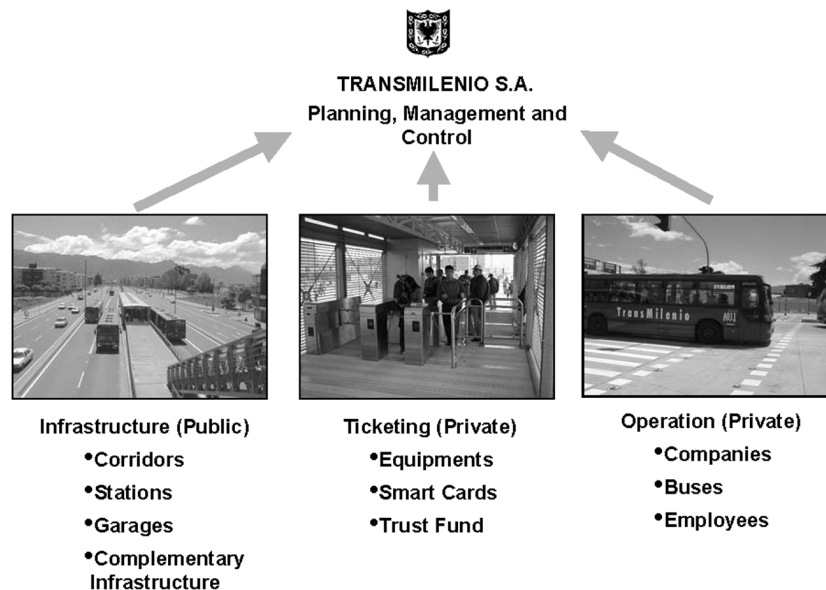 TRANSMILENIO S.A.
Planning, Management and
Control
TransMilenio
Infrastructure (Public)
•Corridors
•Stations
•Garages
•Complementary
Infrastructure
Ticketing (Private)
•Equipments
•Smart Cards
•Trust Fund
Operation (Private)
•Companies
•Buses
•Employees